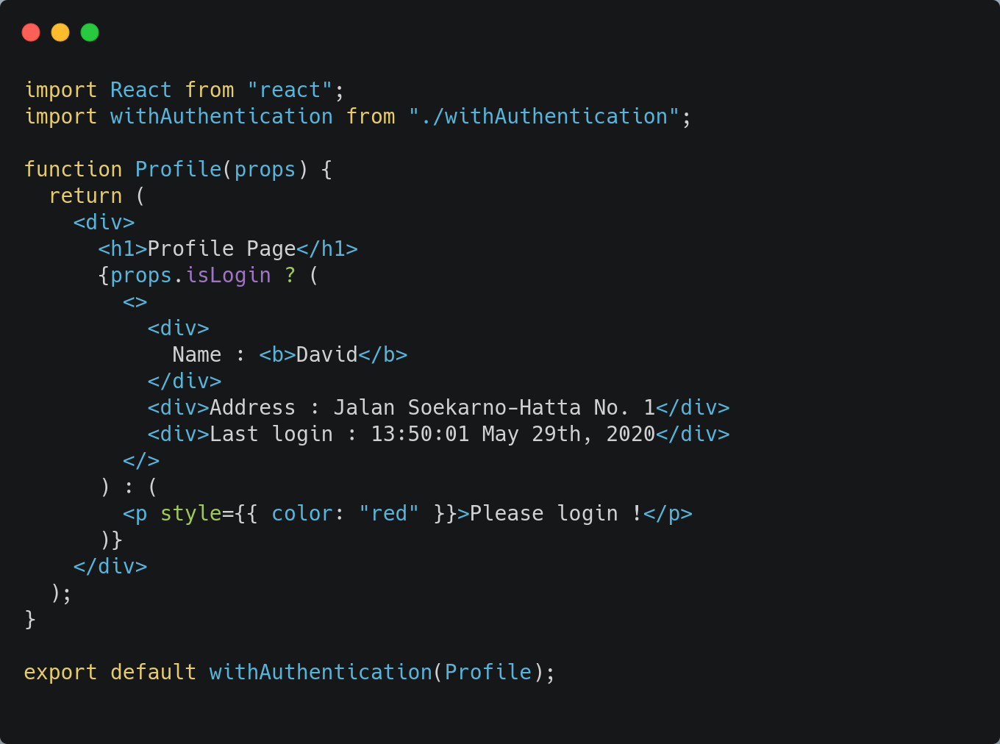 import React from "react";
import withAuthentication from "./withAuthentication";

function Profile(props) {
  return (
    <div>
      <h1>Profile Page</h1>
      {props.isLogin ? (
        <>
          <div>
            Name : <b>David</b>
          </div>
          <div>Address : Jalan Soekarno-Hatta No. 1</div>
          <div>Last login : 13:50:01 May 29th, 2020</div>
        </>
      ) : (
        <p style={{ color: "red" }}>Please login !</p>
      )}
    </div>
  );
}

export default withAuthentication(Profile);